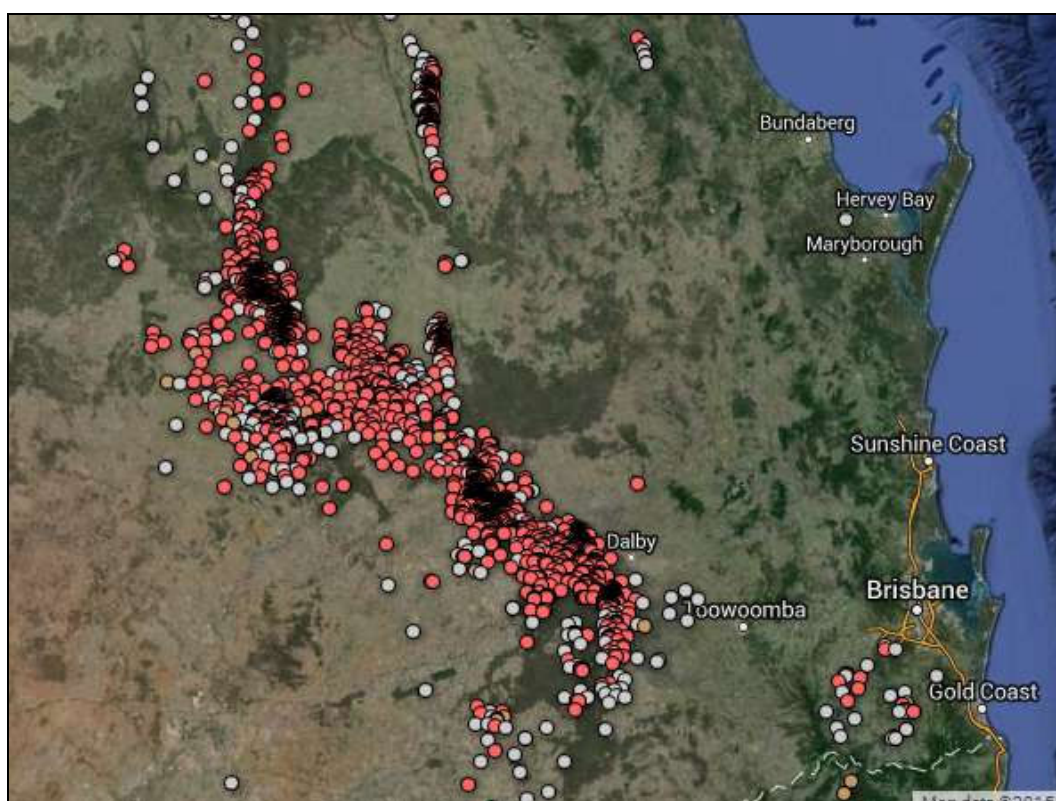 Bundaberg
Hervey Bay
Maryborough
Sunshine Coast
Dalby
Brisbane
Toowoomba
Gold Coast